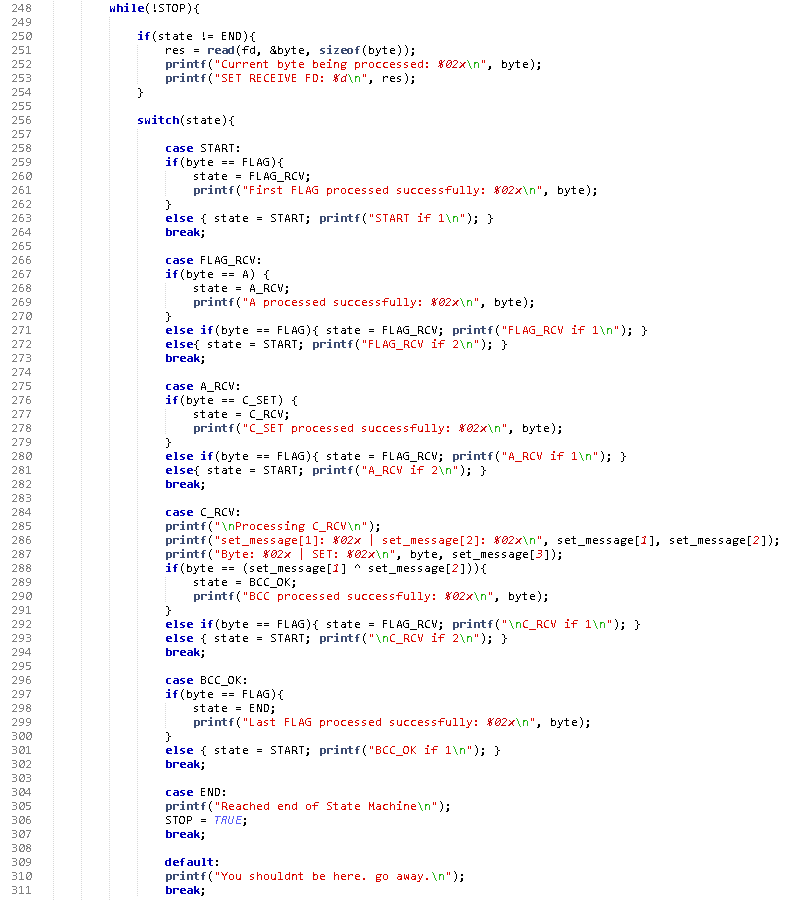 248 while(!STOP){
249
250 if(state != END){
251 res = read(fd, &byte, sizeof(byte));
252 printf("Current byte being proccessed: %02x\n", byte);
253 printf("SET RECEIVE FD: %d\n", res);
254 }
255
256 switch(state){
257
258 case START:
259 if(byte == FLAG){
260 state = FLAG_RCV;
261 printf("First FLAG processed successfully: %02x\n", byte);
262 }
263 else { state = START; printf("START if 1\n"); }
264 break;
265
266 case FLAG_RCV:
267 if(byte == A) {
268 state = A_RCV;
269 printf("A processed successfully: %02x\n", byte);
270 }
271 else if(byte == FLAG){ state = FLAG_RCV; printf("FLAG_RCV if 1\n"); }
272 else{ state = START; printf("FLAG_RCV if 2\n"); }
273 break;
274
275 case A_RCV:
276 if(byte == C_SET) {
277 state = C_RCV;
278 printf("C_SET processed successfully: %02x\n", byte);
279 }
280 else if(byte == FLAG){ state = FLAG_RCV; printf("A_RCV if 1\n"); }
281 else{ state = START; printf("A_RCV if 2\n"); }
282 break;
283
284 case C_RCV:
285 printf("\nProcessing C_RCV\n");
286 printf("set_message[1]: %02x | set_message[2]: %02x\n", set_message[1], set_message[2]);
287 printf("Byte: %02x | SET: %02x\n", byte, set_message[3]);
288 if(byte == (set_message[1] ^ set_message[2])){
289 state = BCC_OK;
290 printf("BCC processed successfully: %02x\n", byte);
291 }
292 else if(byte == FLAG){ state = FLAG_RCV; printf("\nC_RCV if 1\n"); }
293 else { state = START; printf("\nC_RCV if 2\n"); }
294 break;
295
296 case BCC_OK:
297 if(byte == FLAG){
298 state = END;
299 printf("Last FLAG processed successfully: %02x\n", byte);
300 }
301 else { state = START; printf("BCC_OK if 1\n"); }
302 break;
303
304 case END:
305 printf("Reached end of State Machine\n");
306 STOP = TRUE;
307 break;
308
309 default:
310 printf("You shouldnt be here. go away.\n");
311 break;